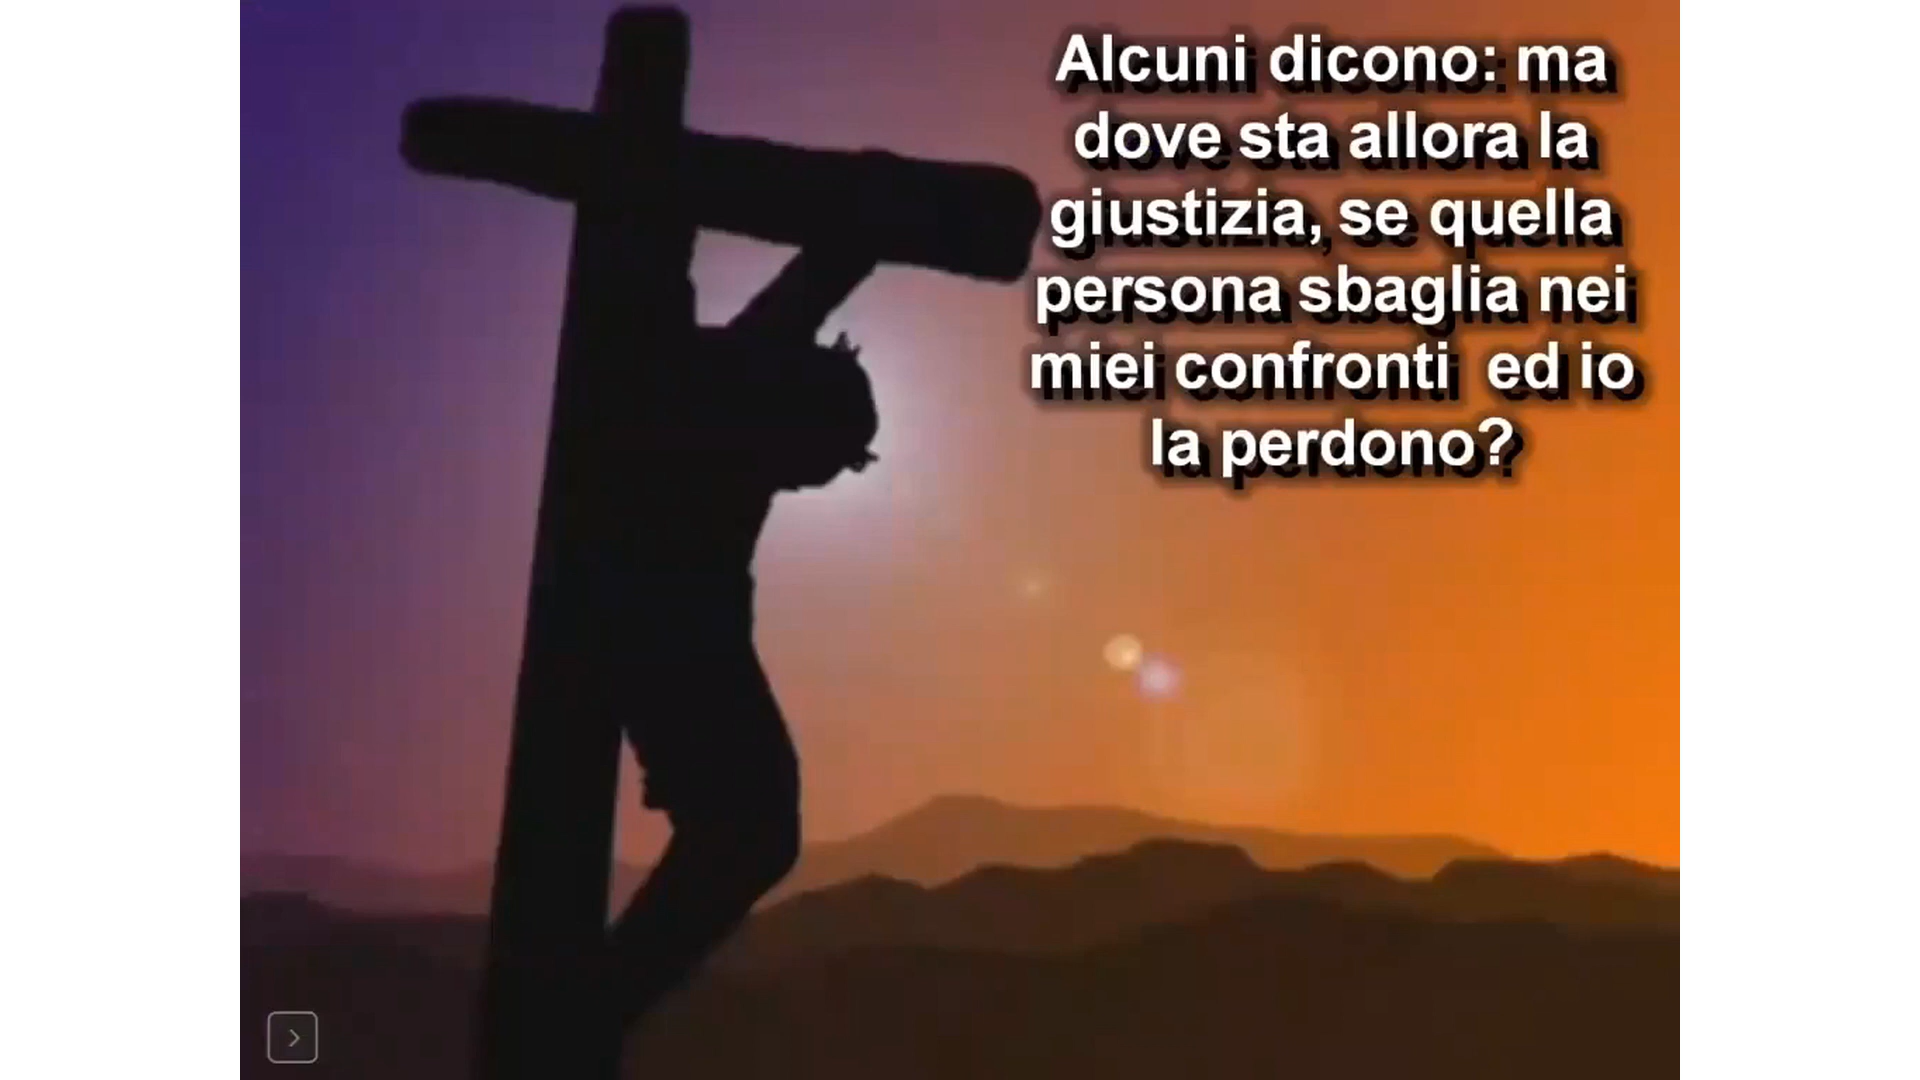 Alcuni dicono: ma
dove sta allora la
giustizia, se quella
persona sbaglia nei
miei confronti  ed io
la perdono?